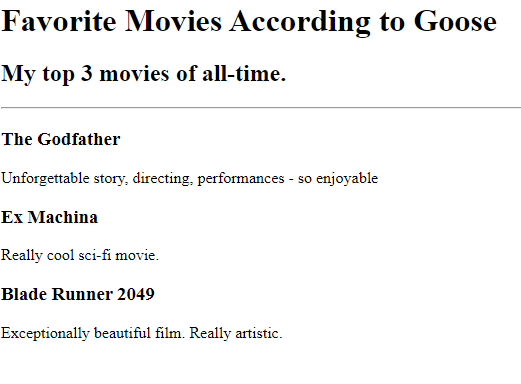 Favorite Movies According to Goose
My top 3 movies of all-time.
The Godfather
Unforgettable story, directing, performances - so enjoyable
Ex Machina
Really cool sci-fi movie.
Blade Runner 2049
Exceptionally beautiful film. Really artistic.